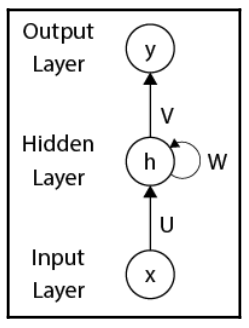 Output
Layer
y
V
Hidden
Layer
h
W
U
Input
Layer
x